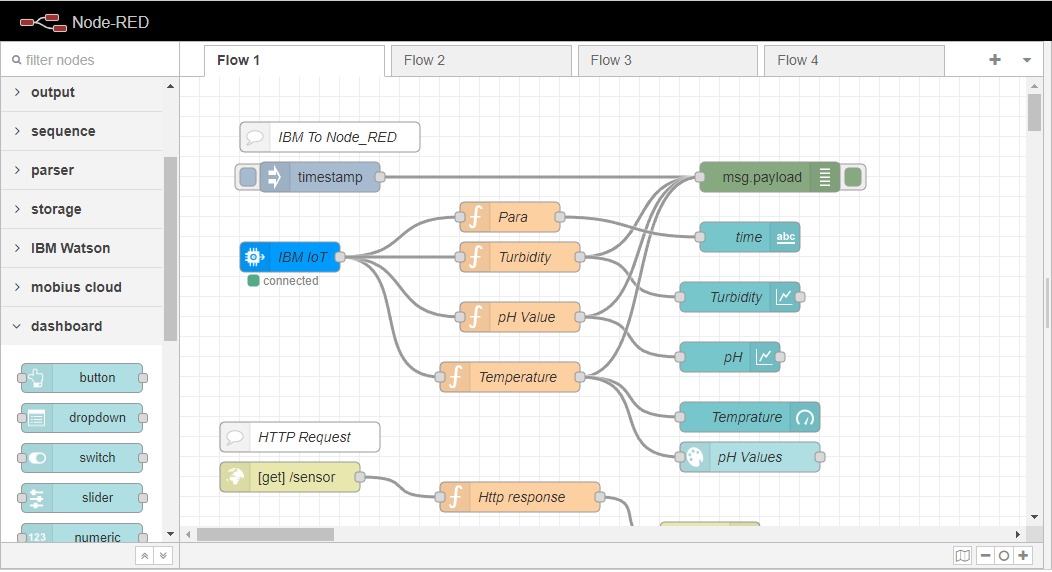 Node-RED
filter nodes
Flow 1
Flow 2
Flow 3
Flow 4
output
sequence
parser
storage
IBM Watson
mobius cloud
dashboard
button
dropdown
switch
slider
123 numeric
IBM To Node_RED
timestamp
msg.payload
Para
time abc
IBM IoT
connected
Turbidity
Turbidity
pH Value
pH
Temperature
Temprature
pH Values
HTTP Request
[get] /sensor
Http response